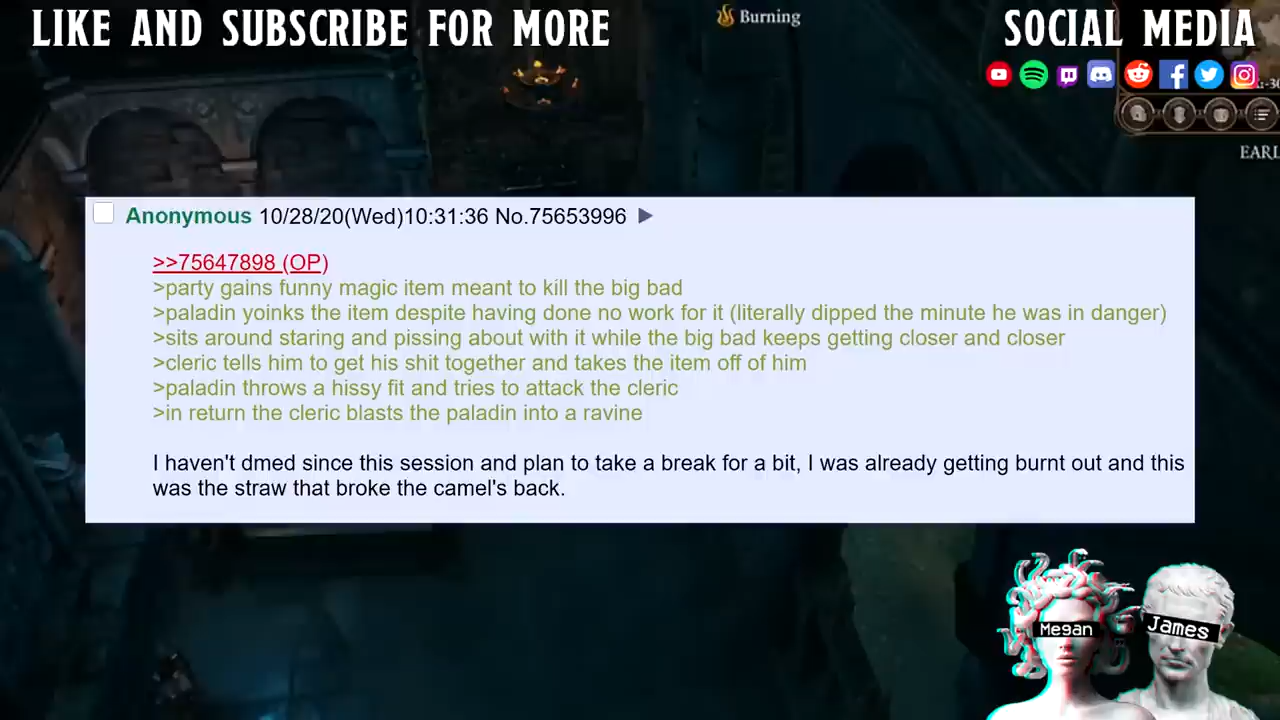 LIKE AND SUBSCRIBE FOR MORE
Burning
SOCIAL MEDIA
EARL
Anonymous 10/28/20(Wed)10:31:36 No.75653996 ▶
>>75647898 (OP)
>party gains funny magic item meant to kill the big bad
>paladin yoinks the item despite having done no work for it (literally dipped the minute he was in danger)
>sits around staring and pissing about with it while the big bad keeps getting closer and closer
>cleric tells him to get his shit together and takes the item off of him
>paladin throws a hissy fit and tries to attack the cleric
>in return the cleric blasts the paladin into a ravine
I haven't dmed since this session and plan to take a break for a bit, I was already getting burnt out and this
was the straw that broke the camel's back.
Megan
James